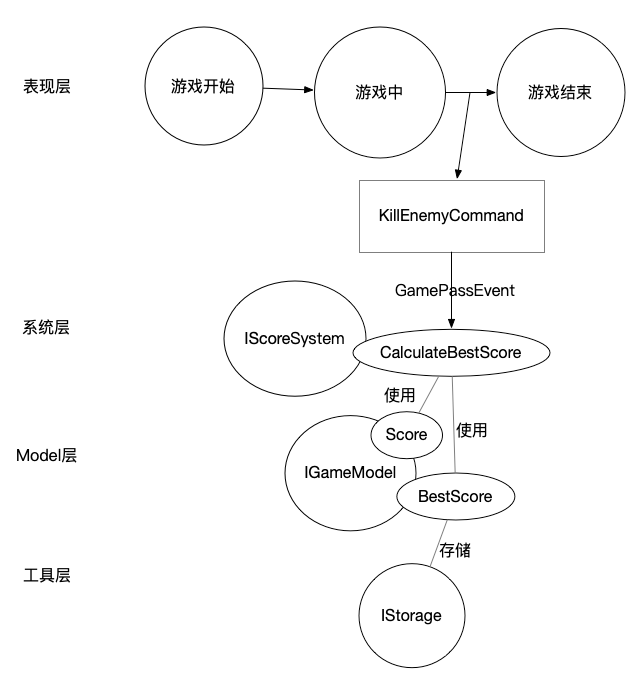 表现层
游戏开始
游戏中
游戏结束
KillEnemyCommand
GamePassEvent
系统层
IScoreSystem
CalculateBestScore
使用
Score
使用
Model层
IGameModel
BestScore
存储
工具层
IStorage